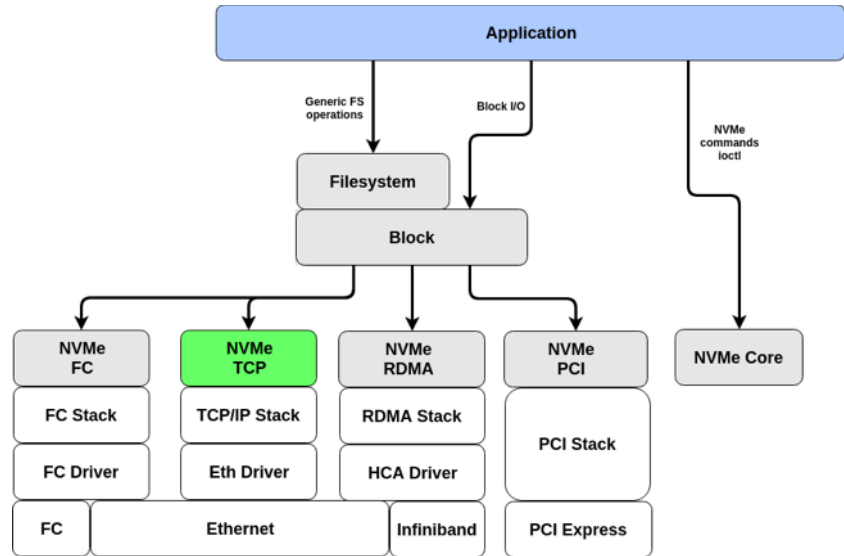 Application
Generic FS
operations
Block I/O
NVMe
commands
ioctl
Filesystem
Block
NVMe
FC
NVMe
TCP
NVMe
RDMA
NVMe
PCI
NVMe Core
FC Stack
TCP/IP Stack
RDMA Stack
PCI Stack
FC Driver
Eth Driver
HCA Driver
FC
Ethernet
Infiniband
PCI Express